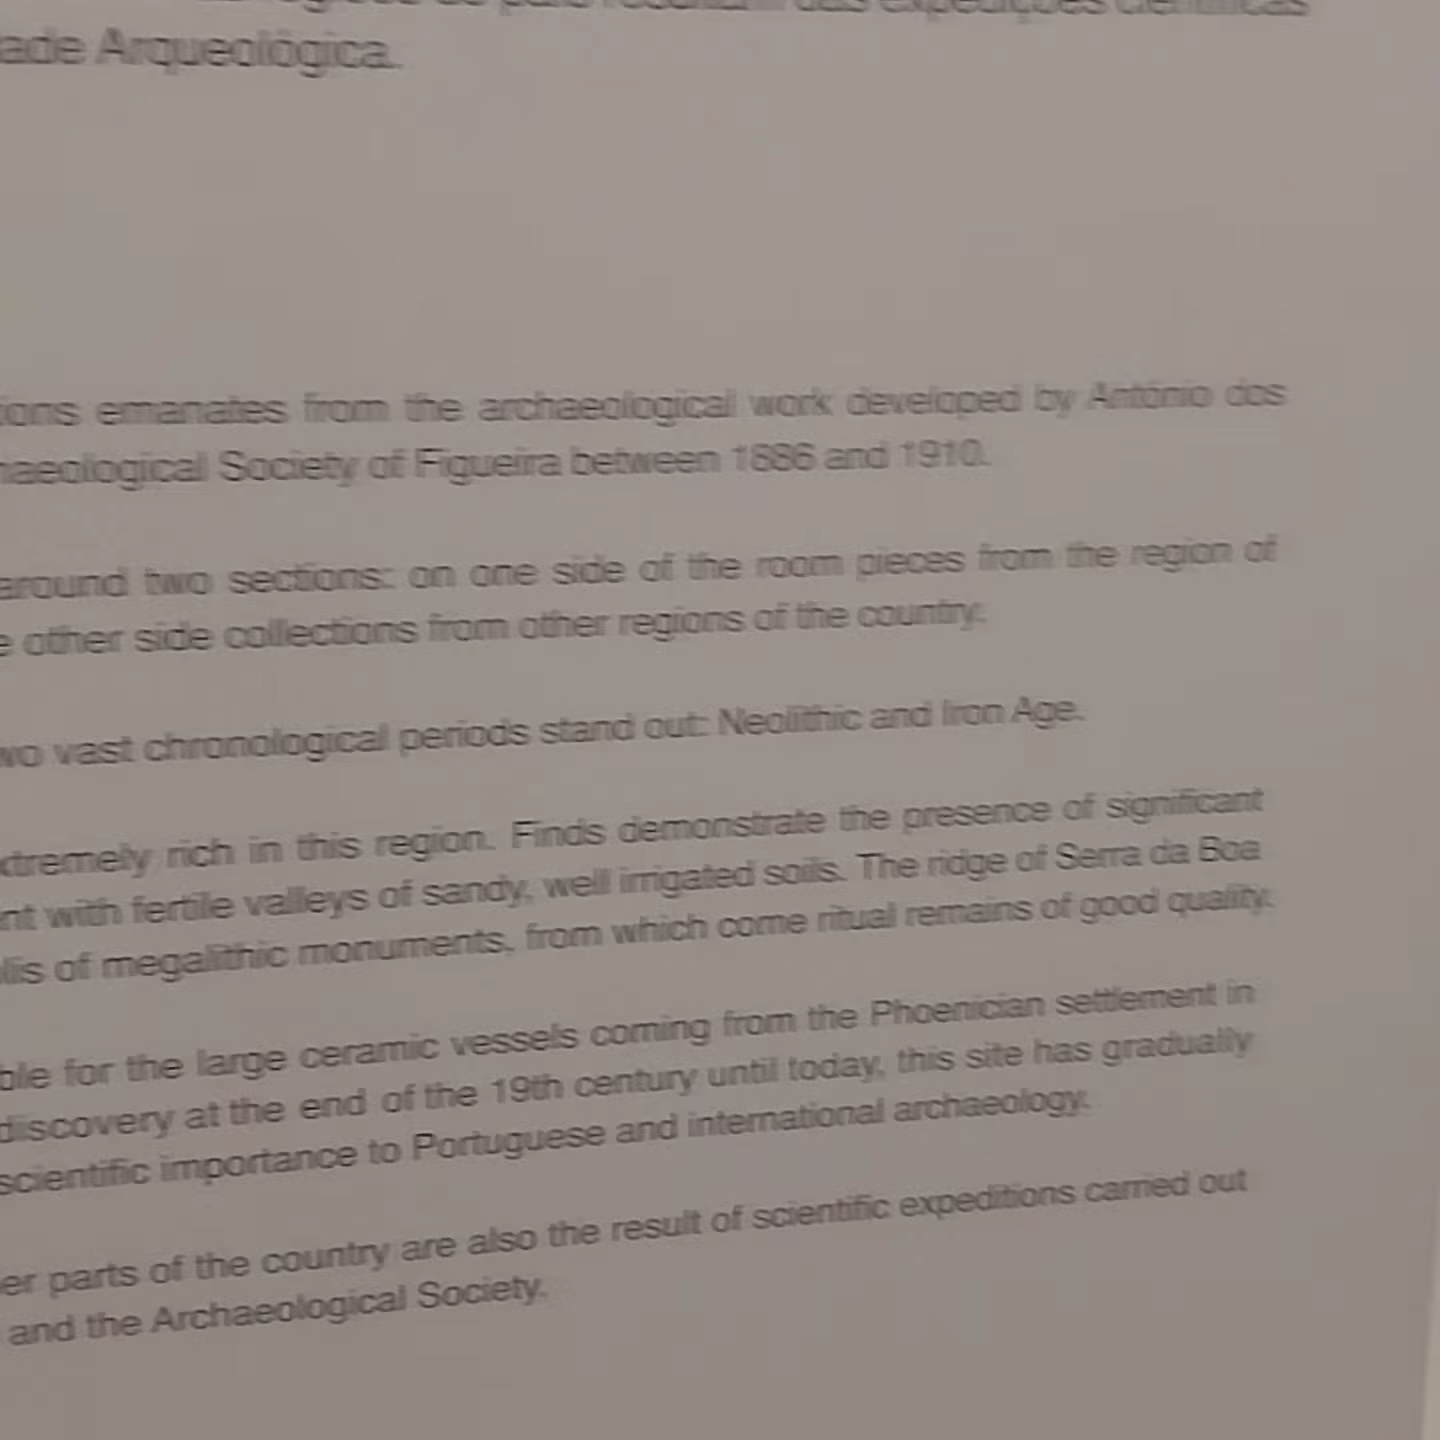 das expedições científicas
ade Arqueológica.
ions emanates from the archaeological work developed by António dos
haeological Society of Figueira between 1886 and 1910.
around two sections: on one side of the room pieces from the region of
e other side collections from other regions of the country.
wo vast chronological periods stand out: Neolithic and Iron Age.
xtremely rich in this region. Finds demonstrate the presence of significant
nt with fertile valleys of sandy, well irrigated soils. The ridge of Serra da Boa
lis of megalithic monuments, from which come ritual remains of good quality.
ble for the large ceramic vessels coming from the Phoenician settlement in
discovery at the end of the 19th century until today, this site has gradually
scientific importance to Portuguese and international archaeology.
er parts of the country are also the result of scientific expeditions carried out
and the Archaeological Society.